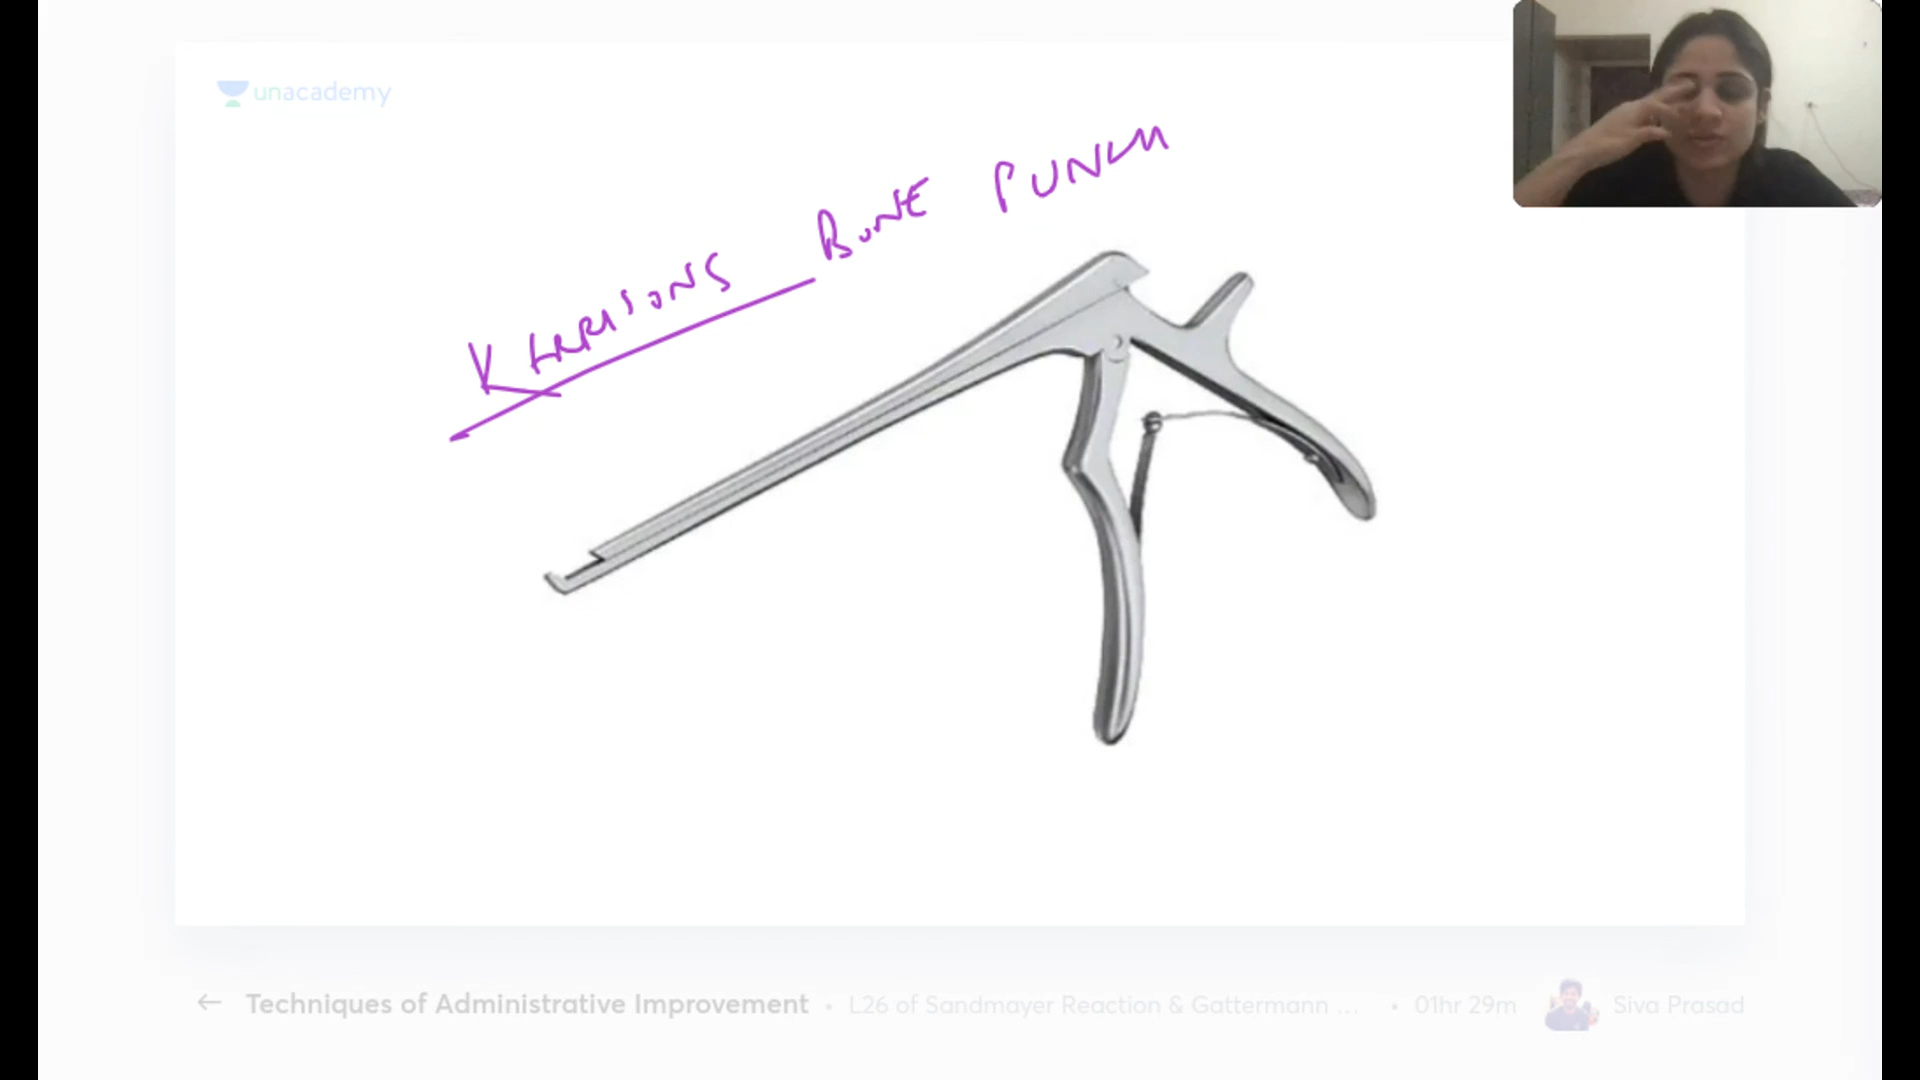 unacademy
KERRISONS BONE PUNCH
Techniques of Administrative Improvement • L26 of Sandmayer Reaction & Gattermann ... • 01hr 29m Siva Prasad